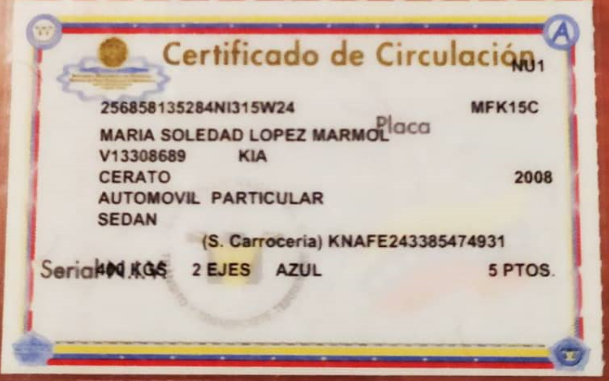 Certificado de Circulación
NU1
256858135284NI315W24 MFK15C
MARIA SOLEDAD LOPEZ MARMOL Placa
V13308689 KIA
CERATO 2008
AUTOMOVIL PARTICULAR
SEDAN
(S. Carroceria) KNAFE243385474931
Serial N.I.V. 400 KGS 2 EJES AZUL 5 PTOS.
A